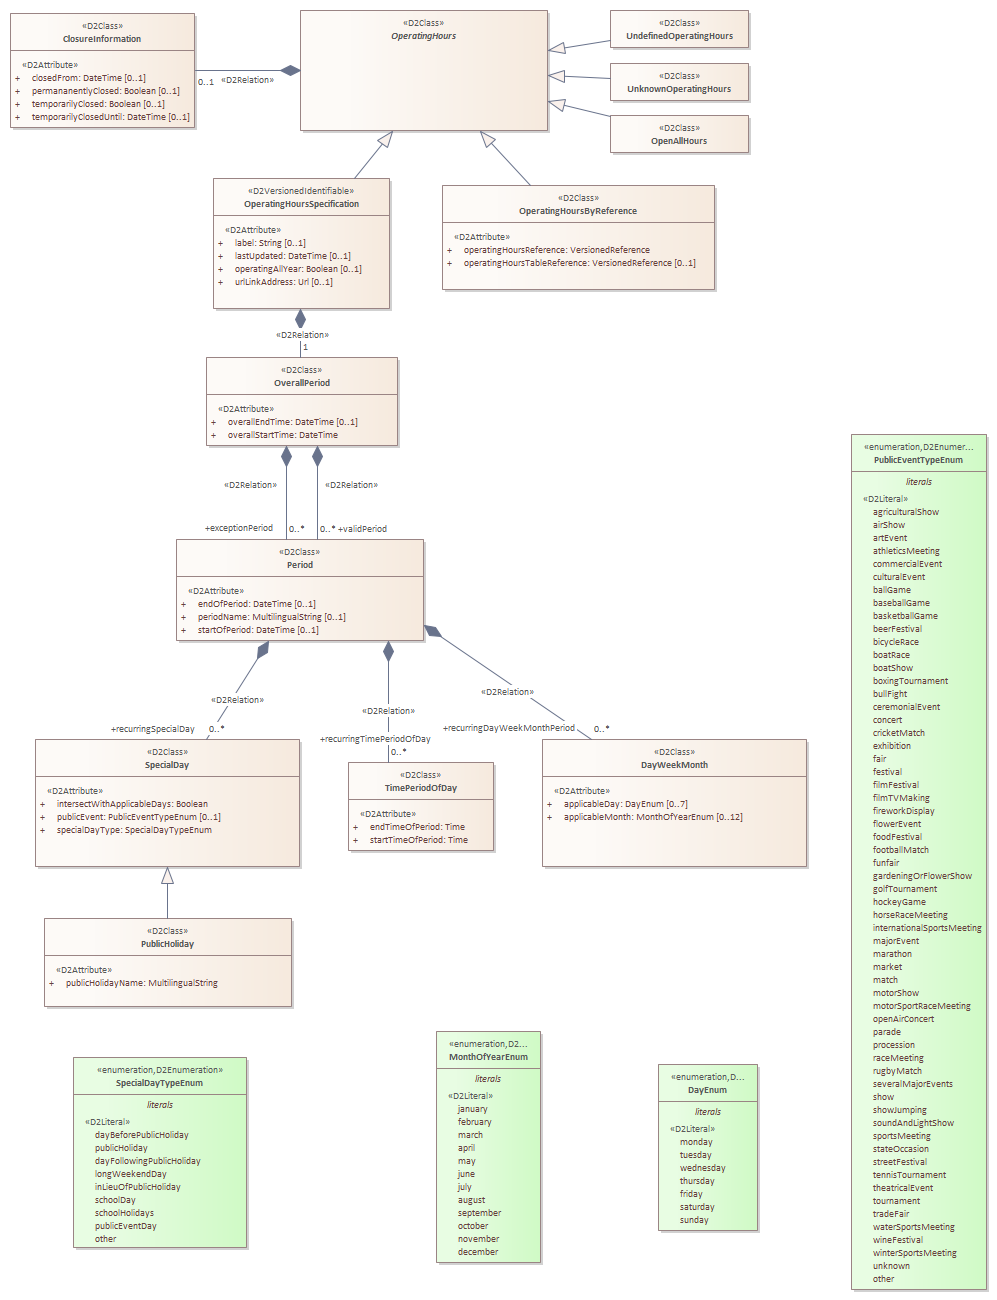 «D2Class»
ClosureInformation
«D2Attribute»
+ closedFrom: DateTime [0..1]
+ permananentlyClosed: Boolean [0..1]
+ temporarilyClosed: Boolean [0..1]
+ temporarilyClosedUntil: DateTime [0..1]
0..1 «D2Relation»
«D2Class»
OperatingHours
«D2Class»
UndefinedOperatingHours
«D2Class»
UnknownOperatingHours
«D2Class»
OpenAllHours
«D2VersionedIdentifiable»
OperatingHoursSpecification
«D2Attribute»
+ label: String [0..1]
+ lastUpdated: DateTime [0..1]
+ operatingAllYear: Boolean [0..1]
+ urlLinkAddress: Url [0..1]
«D2Class»
OperatingHoursByReference
«D2Attribute»
+ operatingHoursReference: VersionedReference
+ operatingHoursTableReference: VersionedReference [0..1]
«D2Relation»
1
«D2Class»
OverallPeriod
«D2Attribute»
+ overallEndTime: DateTime [0..1]
+ overallStartTime: DateTime
«D2Relation» «D2Relation»
+exceptionPeriod 0..* 0..* +validPeriod
«D2Class»
Period
«D2Attribute»
+ endOfPeriod: DateTime [0..1]
+ periodName: MultilingualString [0..1]
+ startOfPeriod: DateTime [0..1]
«D2Relation»
+recurringSpecialDay 0..*
«D2Relation»
+recurringTimePeriodOfDay
0..*
«D2Relation»
+recurringDayWeekMonthPeriod 0..*
«D2Class»
SpecialDay
«D2Attribute»
+ intersectWithApplicableDays: Boolean
+ publicEvent: PublicEventTypeEnum [0..1]
+ specialDayType: SpecialDayTypeEnum
«D2Class»
TimePeriodOfDay
«D2Attribute»
+ endTimeOfPeriod: Time
+ startTimeOfPeriod: Time
«D2Class»
DayWeekMonth
«D2Attribute»
+ applicableDay: DayEnum [0..7]
+ applicableMonth: MonthOfYearEnum [0..12]
«D2Class»
PublicHoliday
«D2Attribute»
+ publicHolidayName: MultilingualString
«enumeration,D2Enumeration»
SpecialDayTypeEnum
literals
«D2Literal»
dayBeforePublicHoliday
publicHoliday
dayFollowingPublicHoliday
longWeekendDay
inLieuOfPublicHoliday
schoolDay
schoolHolidays
publicEventDay
other
«enumeration,D2...
MonthOfYearEnum
literals
«D2Literal»
january
february
march
april
may
june
july
august
september
october
november
december
«enumeration,D...
DayEnum
literals
«D2Literal»
monday
tuesday
wednesday
thursday
friday
saturday
sunday
«enumeration,D2Enumer...
PublicEventTypeEnum
literals
«D2Literal»
agriculturalShow
airShow
artEvent
athleticsMeeting
commercialEvent
culturalEvent
ballGame
baseballGame
basketballGame
beerFestival
bicycleRace
boatRace
boatShow
boxingTournament
bullFight
ceremonialEvent
concert
cricketMatch
exhibition
fair
festival
filmFestival
filmTVMaking
fireworkDisplay
flowerEvent
foodFestival
footballMatch
funfair
gardeningOrFlowerShow
golfTournament
hockeyGame
horseRaceMeeting
internationalSportsMeeting
majorEvent
marathon
market
match
motorShow
motorSportRaceMeeting
openAirConcert
parade
procession
raceMeeting
rugbyMatch
severalMajorEvents
show
showJumping
soundAndLightShow
sportsMeeting
stateOccasion
streetFestival
tennisTournament
theatricalEvent
tournament
tradeFair
waterSportsMeeting
wineFestival
winterSportsMeeting
unknown
other